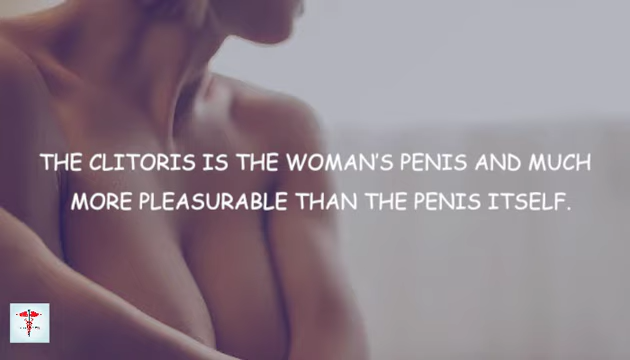 THE CLITORIS IS THE WOMAN'S PENIS AND MUCH
MORE PLEASURABLE THAN THE PENIS ITSELF.